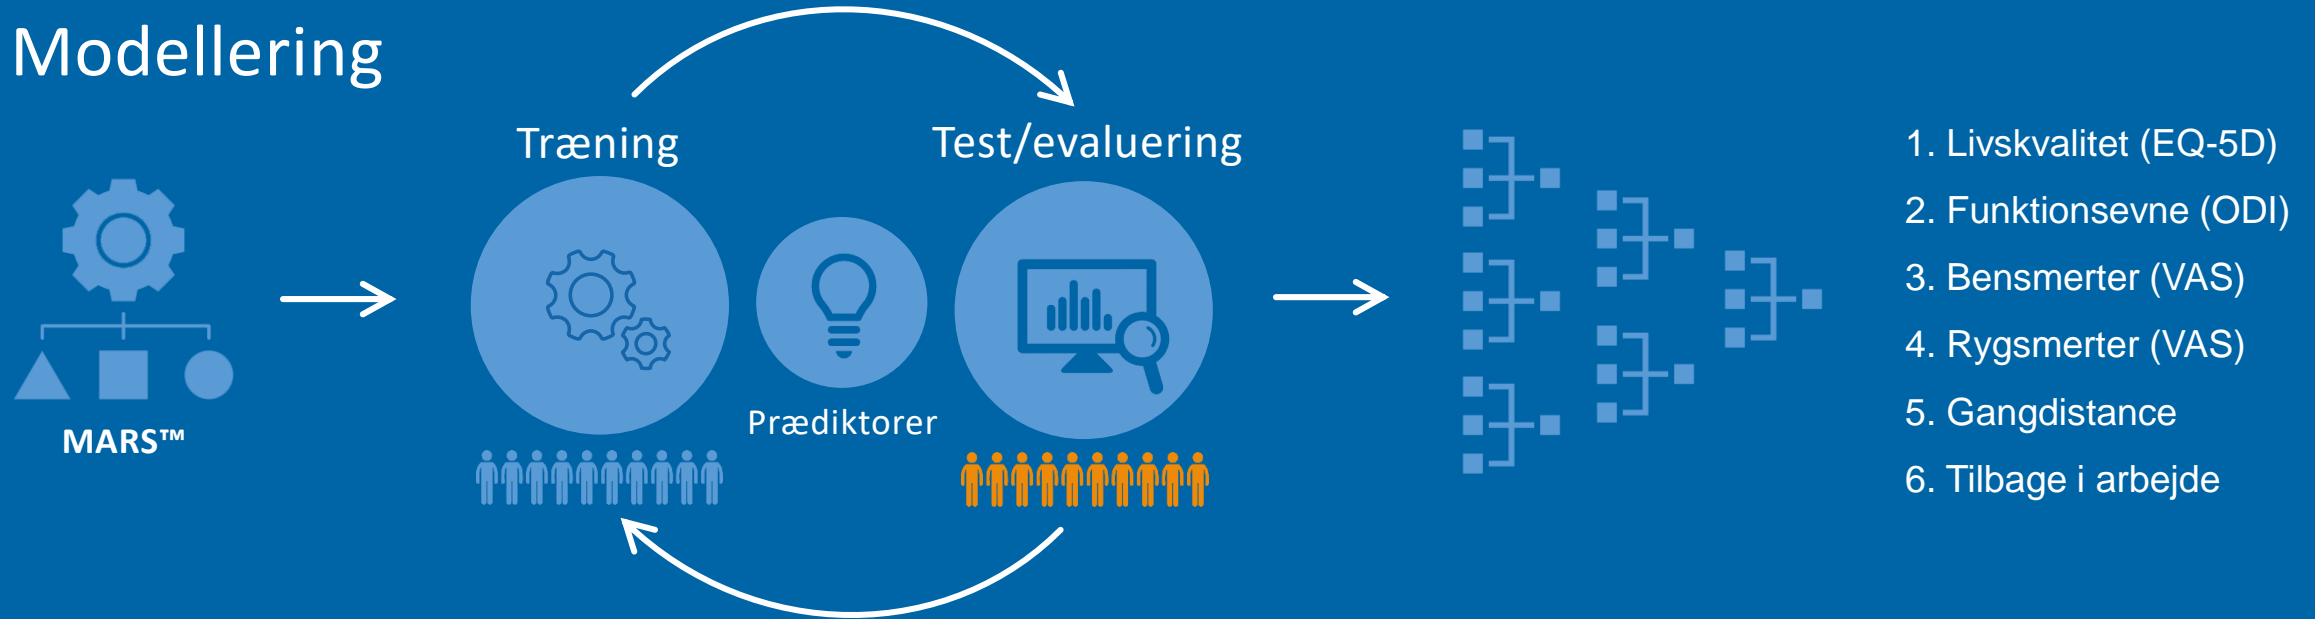 Modellering
MARS™
Træning
Prædiktorer
Test/evaluering
1. Livskvalitet (EQ-5D)
2. Funktionsevne (ODI)
3. Bensmerter (VAS)
4. Rygsmerter (VAS)
5. Gangdistance
6. Tilbage i arbejde